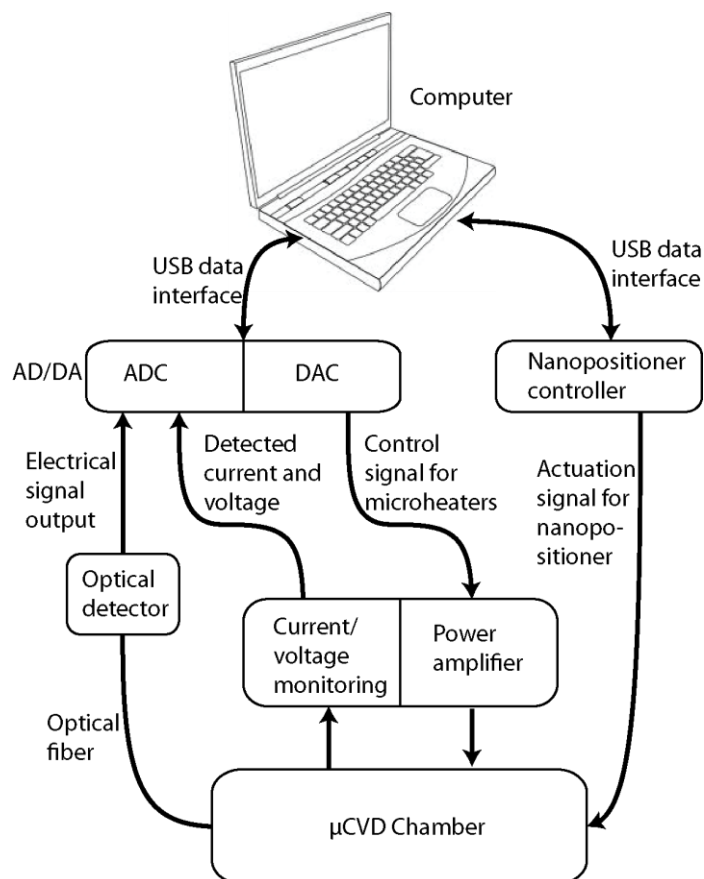 Computer
USB data
interface
USB data
interface
AD/DA
ADC
DAC
Nanopositioner
controller
Electrical
signal
output
Detected
current and
voltage
Control
signal for
microheaters
Actuation
signal for
nanopo-
sitioner
Optical
detector
Current/
voltage
monitoring
Power
amplifier
Optical
fiber
μCVD Chamber